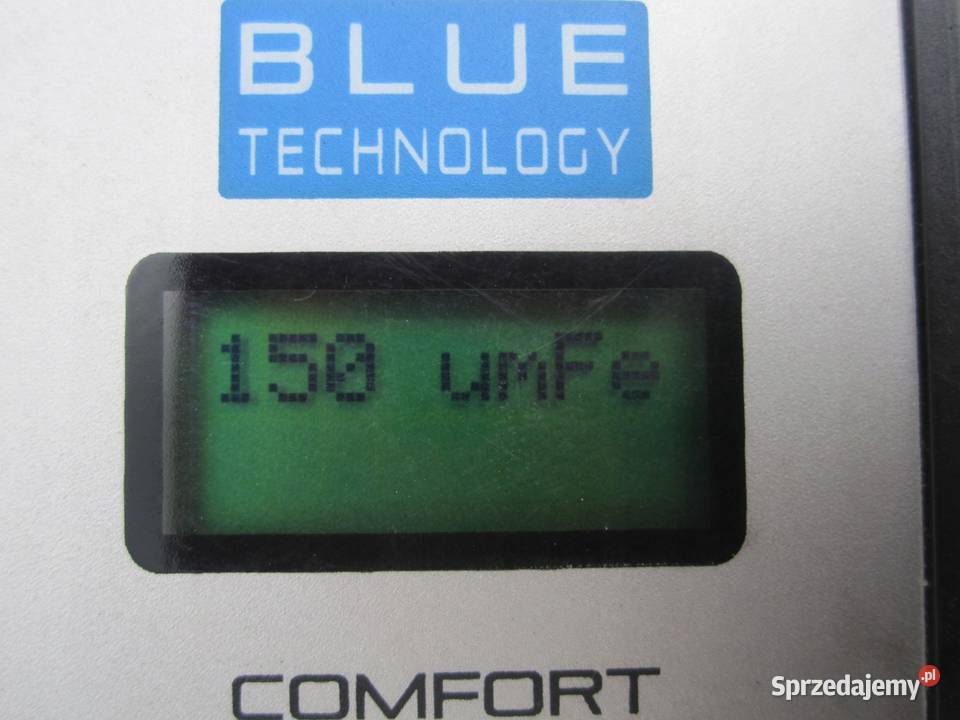 BLUE
TECHNOLOGY
150 umFe
COMFORT
Sprzedajemy.pl